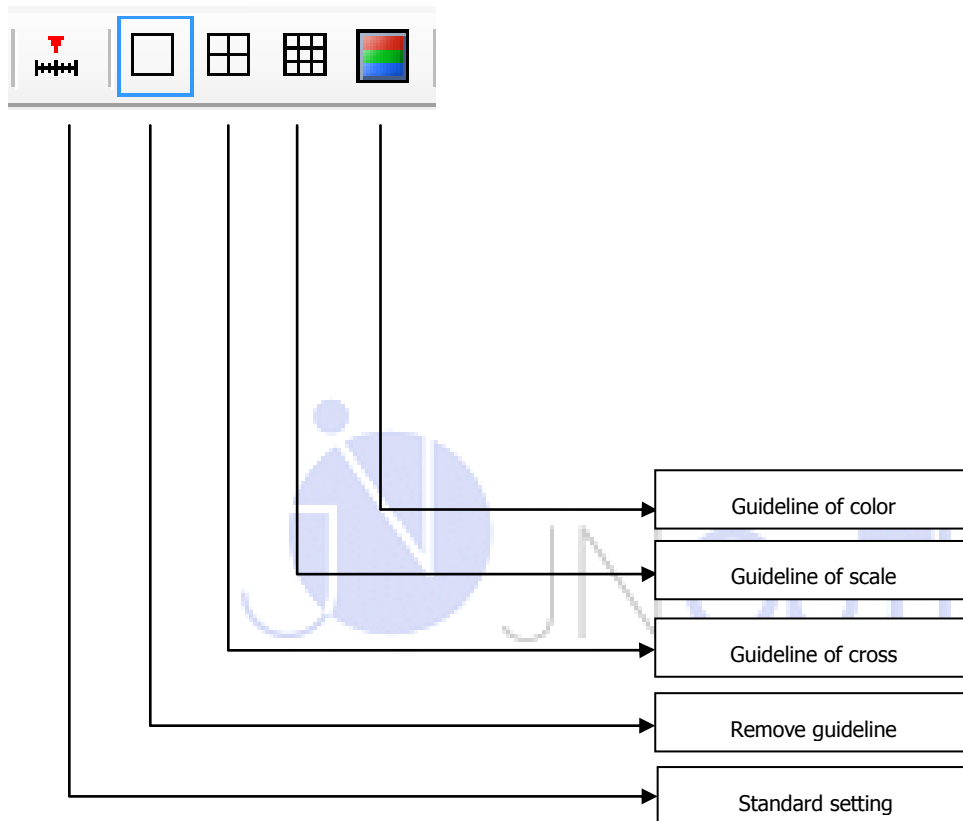 Guideline of color
Guideline of scale
Guideline of cross
Remove guideline
Standard setting